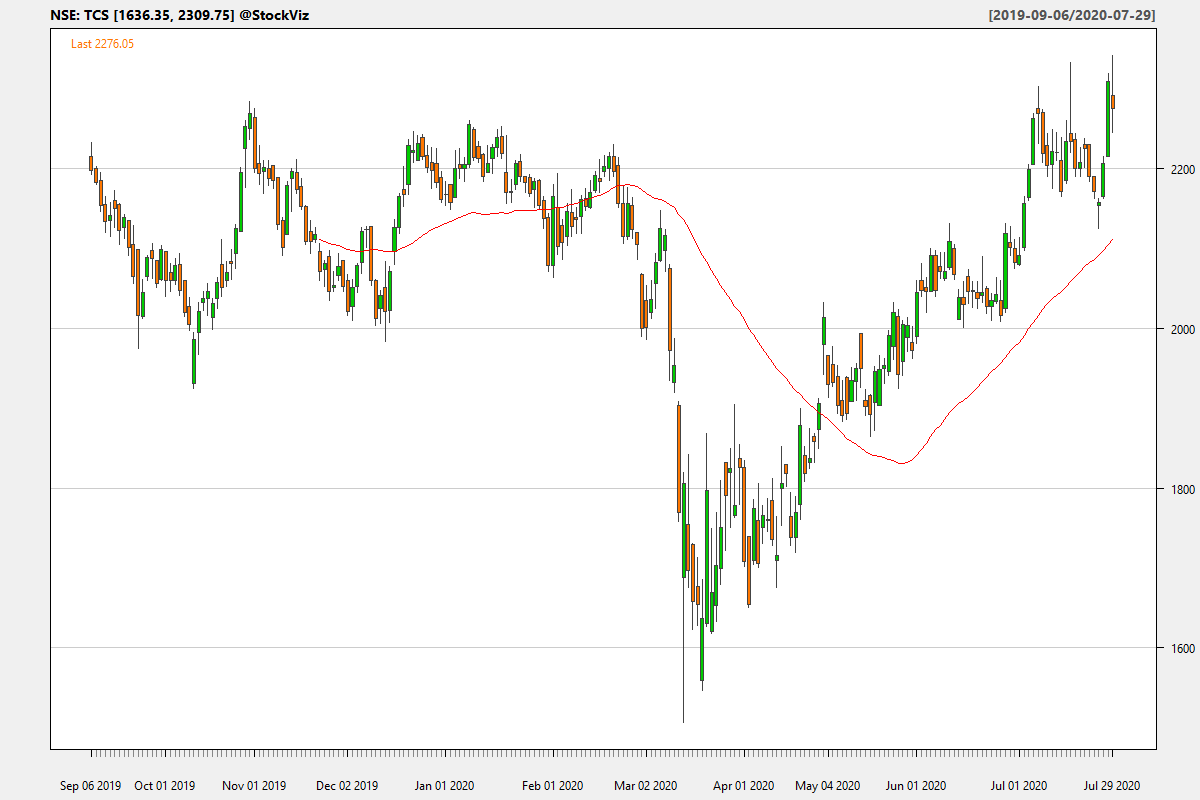 NSE: TCS [1636.35, 2309.75] @StockViz [2019-09-06/2020-07-29]
Last 2276.05
2200
2000
1800
1600
Sep 06 2019 Oct 01 2019 Nov 01 2019 Dec 02 2019 Jan 01 2020 Feb 01 2020 Mar 02 2020 Apr 01 2020 May 04 2020 Jun 01 2020 Jul 01 2020 Jul 29 2020